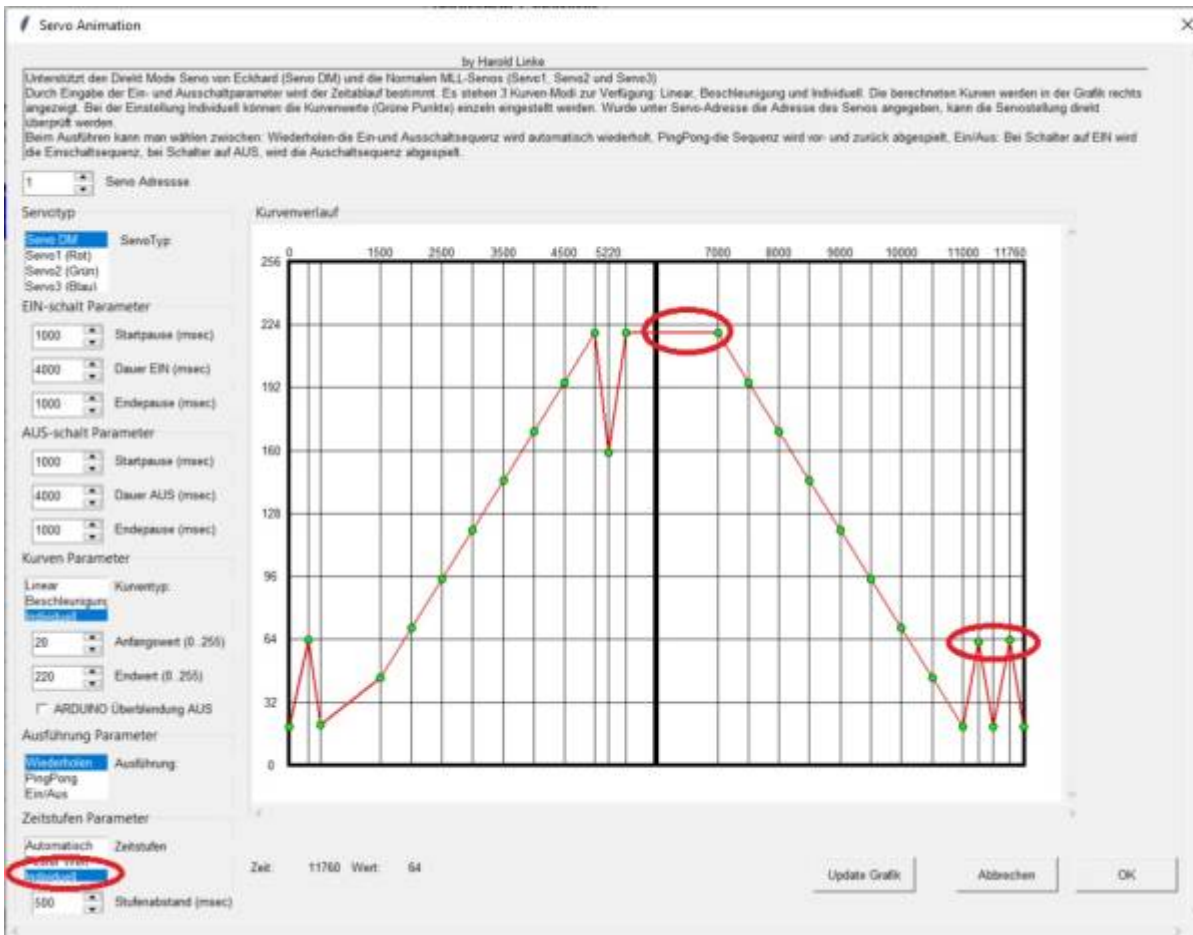 Servo Animation
by Harold Linke
Unterstützt den Direkt Mode Servo von Eckhard (Servo DM) und die Normalen MLL-Servos (Servo1, Servo2 und Servo3)
Durch Eingabe der Ein- und Ausschaltparameter wird der Zeitablauf bestimmt. Es stehen 3 Kurven-Modi zur Verfügung: Linear, Beschleunigung und Individuell. Die berechneten Kurven werden in der Grafik rechts
angezeigt. Bei der Einstellung Individuell können die Kurvenwerte (Grüne Punkte) einzeln eingestellt werden. Wurde unter Servo-Adresse die Adresse des Servos angegeben, kann die Servostellung direkt
überprüft werden.
Beim Ausführen kann man wählen zwischen: Wiederholen-die Ein-und Ausschaltsequenz wird automatisch wiederholt, PingPong-die Sequenz wird vor- und zurück abgespielt, Ein/Aus: Bei Schalter auf EIN wird
die Einschaltsequenz, bei Schalter auf AUS, wird die Auschaltsequenz abgespielt.
1 Servo Adressse
Servotyp
Servo DM ServoTyp:
Servo1 (Rot)
Servo2 (Grün)
Servo3 (Blau)
EIN-schalt Parameter
1000 Startpause (msec)
4000 Dauer EIN (msec)
1000 Endepause (msec)
AUS-schalt Parameter
1000 Startpause (msec)
4000 Dauer AUS (msec)
1000 Endepause (msec)
Kurven Parameter
Linear Kurventyp:
Beschleunigung
Individuell
20 Anfangswert (0..255)
220 Endwert (0..255)
ARDUINO Überblendung AUS
Ausführung Parameter
Wiederholen Ausführung:
PingPong
Ein/Aus
Zeitstufen Parameter
Automatisch Zeitstufen
Individuell
500 Stufenabstand (msec)
Kurvenverlauf
0 1500 2500 3500 4500 5220 7000 8000 9000 10000 11000 11760
256
224
192
160
128
96
64
32
0
Zeit: 11760 Wert: 64
Update Grafik Abbrechen OK